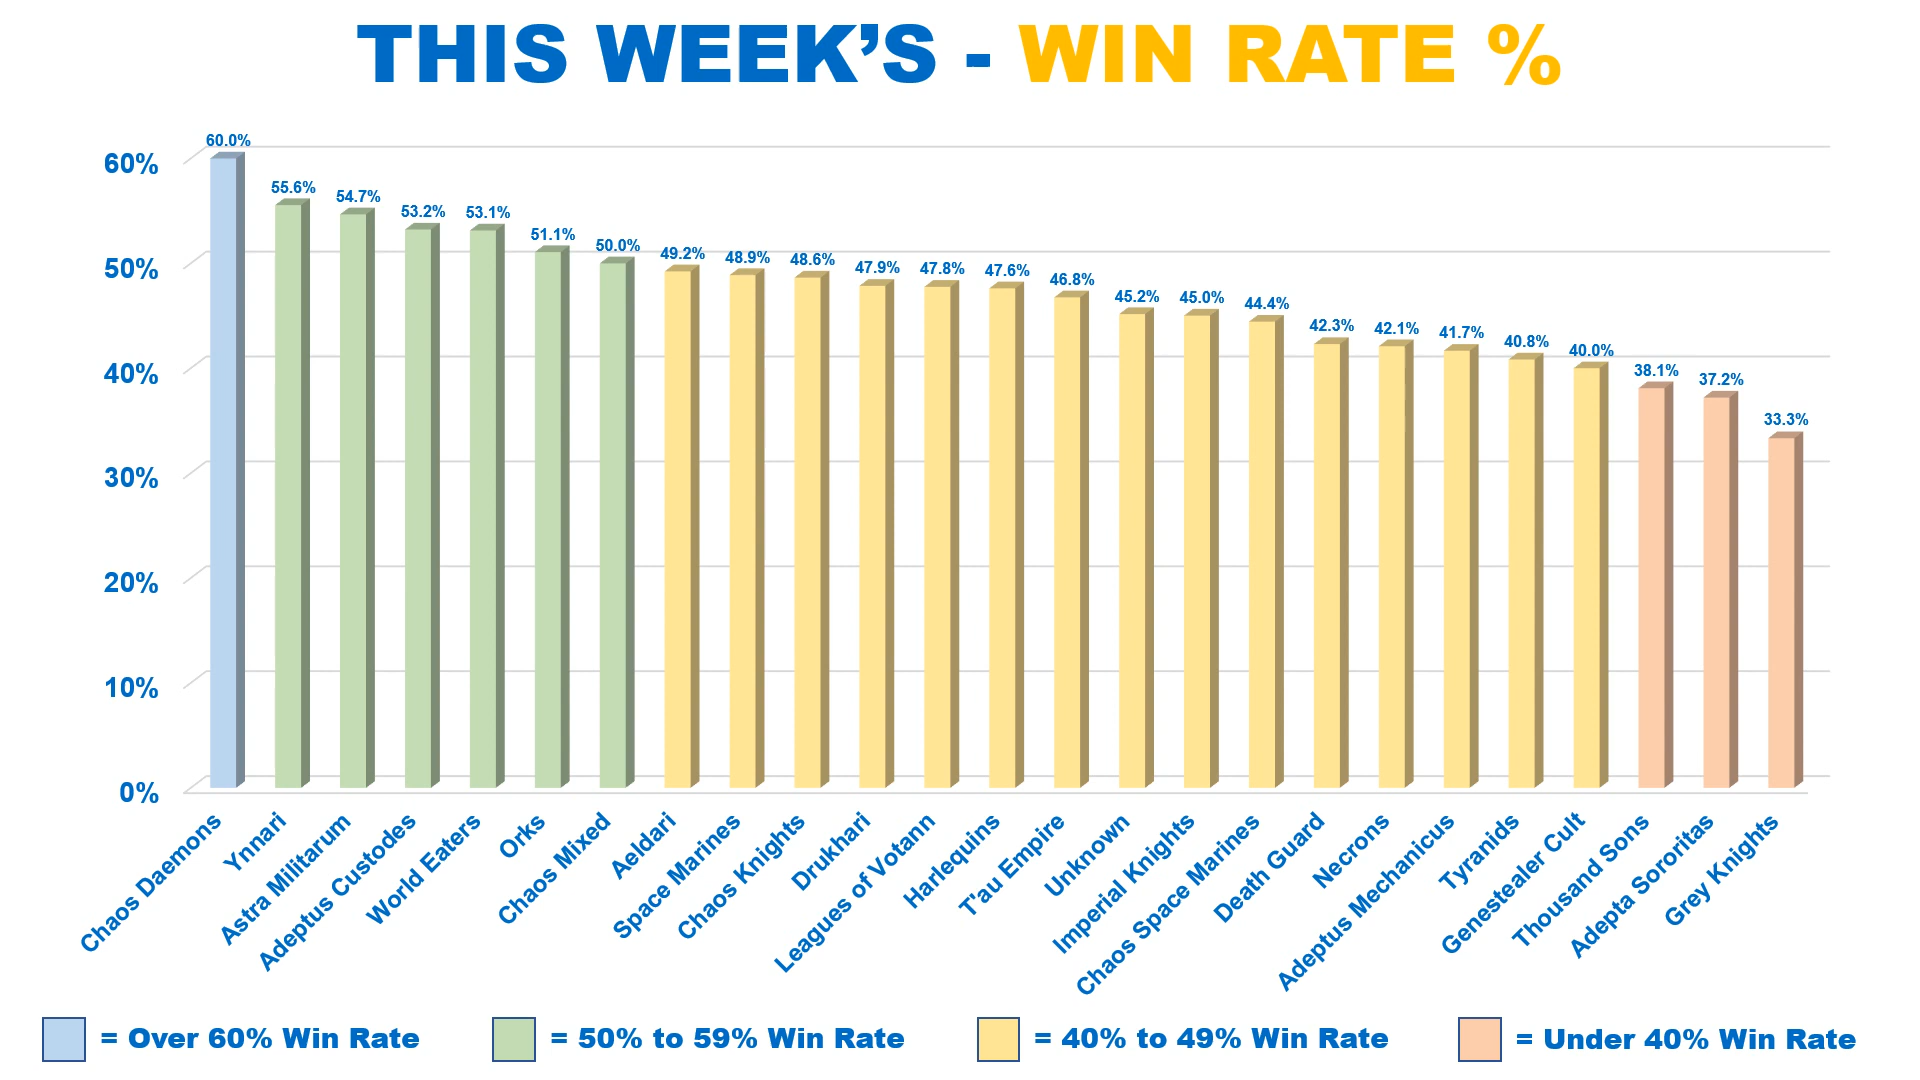 THIS WEEK'S - WIN RATE %
60%
50%
40%
30%
20%
10%
0%
60.0%
55.6%
54.7%
53.2%
53.1%
51.1%
50.0%
49.2%
48.9%
48.6%
47.9%
47.8%
47.6%
46.8%
45.2%
45.0%
44.4%
42.3%
42.1%
41.7%
40.8%
40.0%
38.1%
37.2%
33.3%
Chaos Daemons
Ynnari
Astra Militarum
Adeptus Custodes
World Eaters
Orks
Chaos Mixed
Aeldari
Space Marines
Chaos Knights
Drukhari
Leagues of Votann
Harlequins
T'au Empire
Unknown
Imperial Knights
Chaos Space Marines
Death Guard
Necrons
Adeptus Mechanicus
Tyranids
Genestealer Cult
Thousand Sons
Adepta Sororitas
Grey Knights
= Over 60% Win Rate
= 50% to 59% Win Rate
= 40% to 49% Win Rate
= Under 40% Win Rate